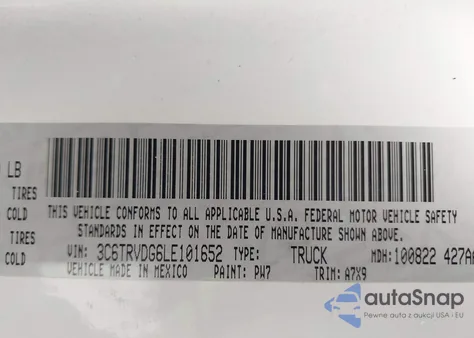 LB
TIRES
COLD THIS VEHICLE CONFORMS TO ALL APPLICABLE U.S.A. FEDERAL MOTOR VEHICLE SAFETY
TIRES STANDARDS IN EFFECT ON THE DATE OF MANUFACTURE SHOWN ABOVE.
COLD VIN: 3C6TRVDG6LE101652 TYPE: TRUCK MDH: 100822 427A
VEHICLE MADE IN MEXICO PAINT: PW7 TRIM: A7X9
autoSnap
Pewne auto z aukcji USA i EU